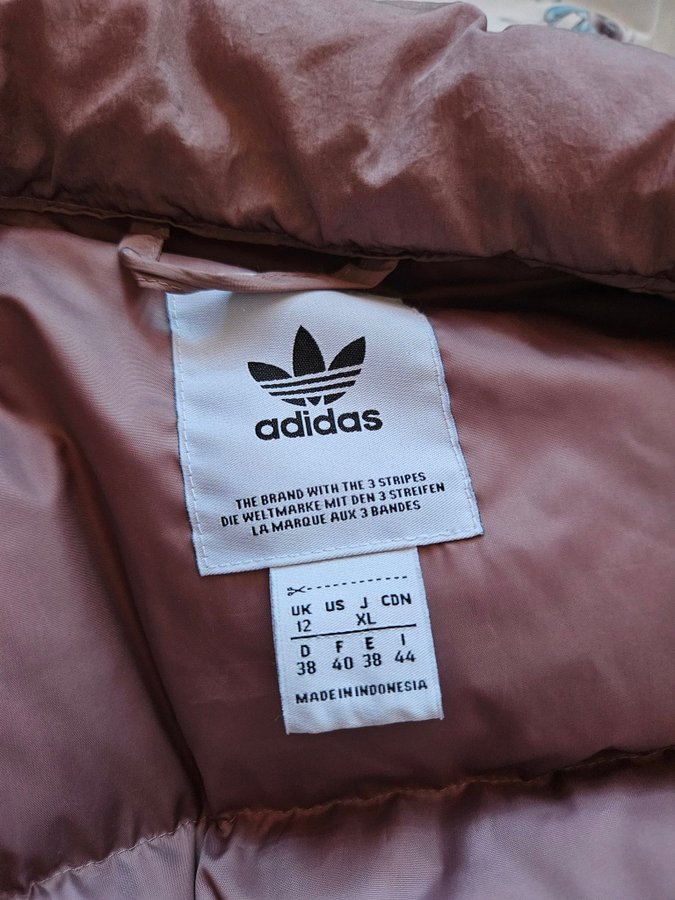 adidas
THE BRAND WITH THE 3 STRIPES
DIE WELTMARKE MIT DEN 3 STREIFEN
LA MARQUE AUX 3 BANDES
UK US J CDN
12 XL
D F E I
38 40 38 44
MADE IN INDONESIA